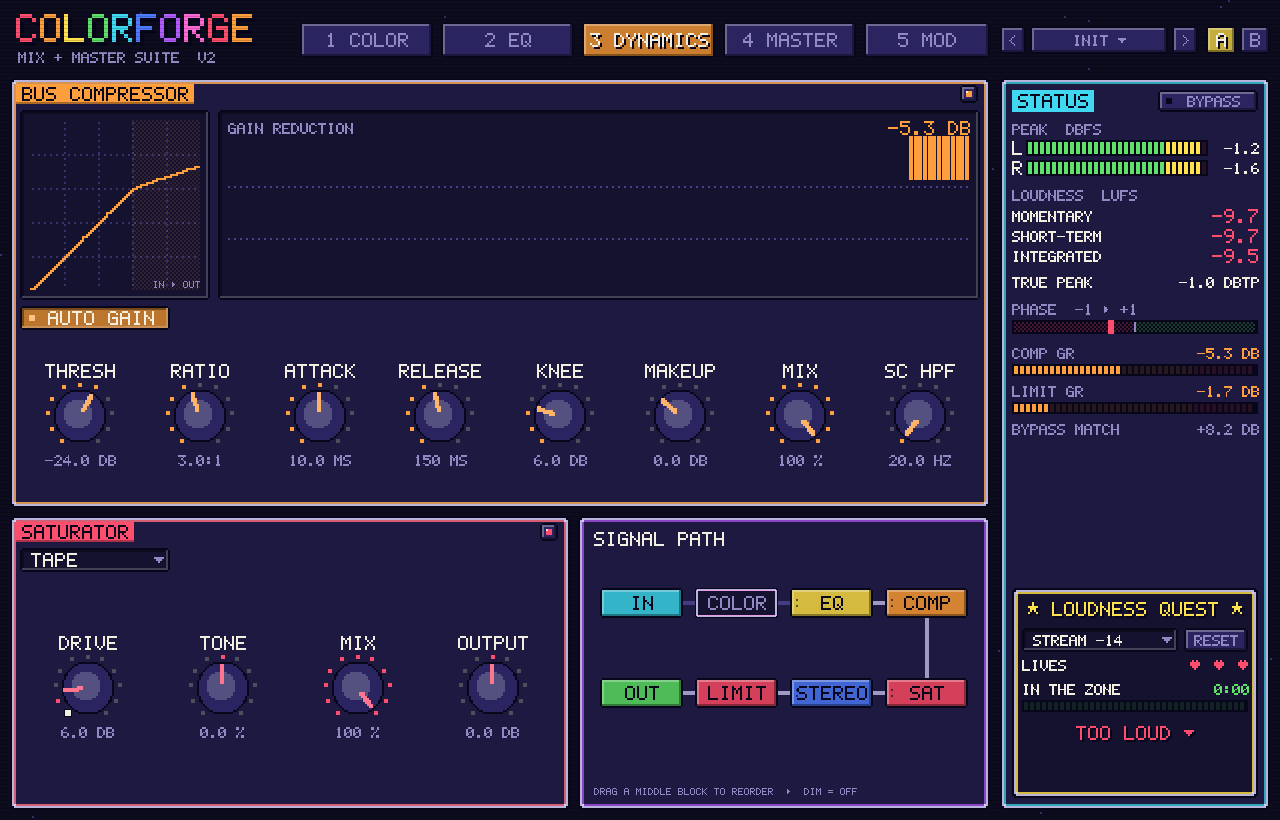 COLORFORGE
MIX + MASTER SUITE V2
1 COLOR
2 EQ
3 DYNAMICS
4 MASTER
5 MOD
<
INIT
>
A
B
BUS COMPRESSOR
GAIN REDUCTION
-5.3 DB
IN OUT
AUTO GAIN
THRESH
RATIO
ATTACK
RELEASE
KNEE
MAKEUP
MIX
SC HPF
-24.0 DB
3.0:1
10.0 MS
150 MS
6.0 DB
0.0 DB
100 %
20.0 HZ
SATURATOR
TAPE
DRIVE
TONE
MIX
OUTPUT
6.0 DB
0.0 %
100 %
0.0 DB
SIGNAL PATH
IN
COLOR
EQ
COMP
OUT
LIMIT
STEREO
SAT
DRAG A MIDDLE BLOCK TO REORDER DIM = OFF
STATUS
BYPASS
PEAK DBFS
L -1.2
R -1.6
LOUDNESS LUFS
MOMENTARY -9.7
SHORT-TERM -9.7
INTEGRATED -9.5
TRUE PEAK -1.0 DBTP
PHASE -1 +1
COMP GR -5.3 DB
LIMIT GR -1.7 DB
BYPASS MATCH +8.2 DB
LOUDNESS QUEST
STREAM -14
RESET
LIVES
IN THE ZONE 0:00
TOO LOUD